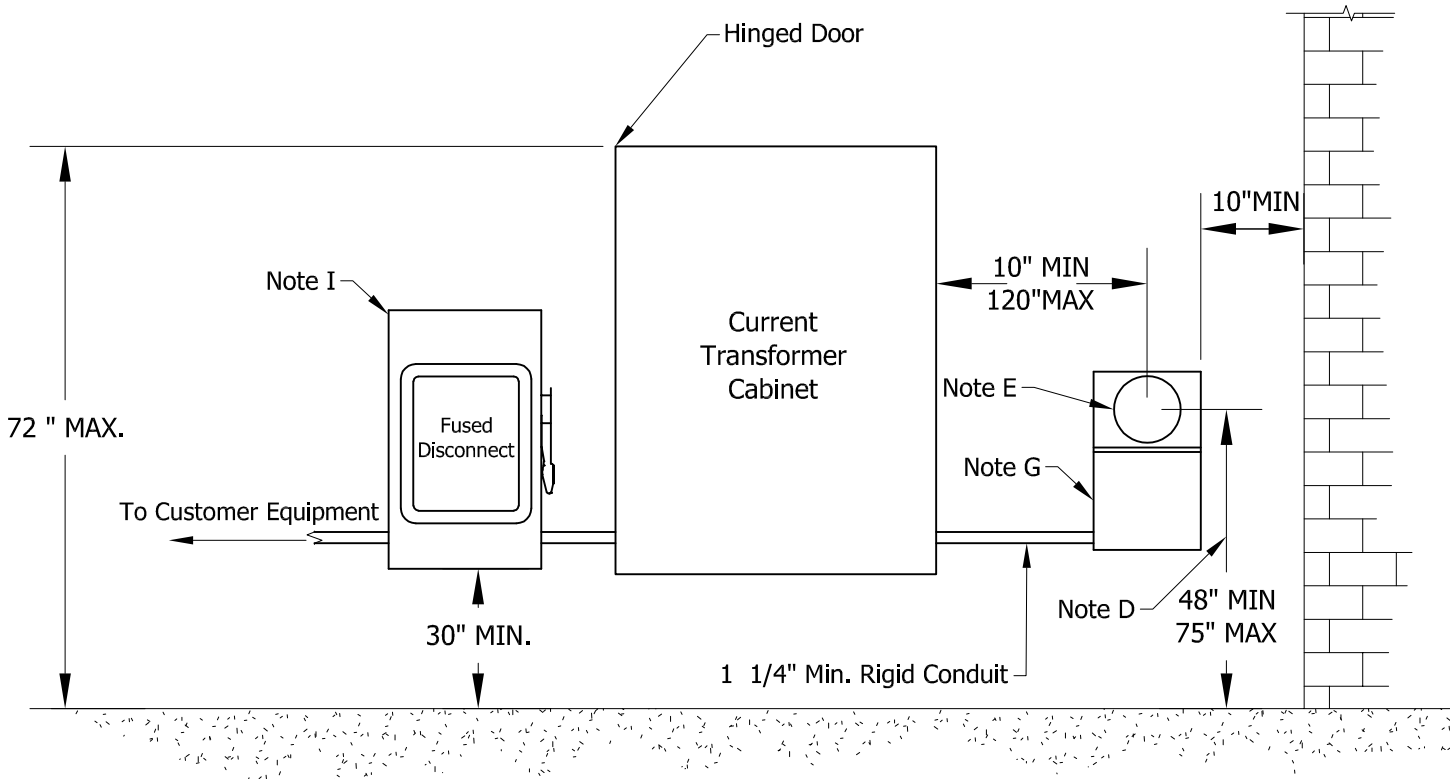 Hinged Door
10"MIN
10" MIN
120"MAX
Note I
Current
Transformer
Cabinet
Note E
72 " MAX.
Fused
Disconnect
Note G
To Customer Equipment
Note D
48" MIN
75" MAX
30" MIN.
1 1/4" Min. Rigid Conduit